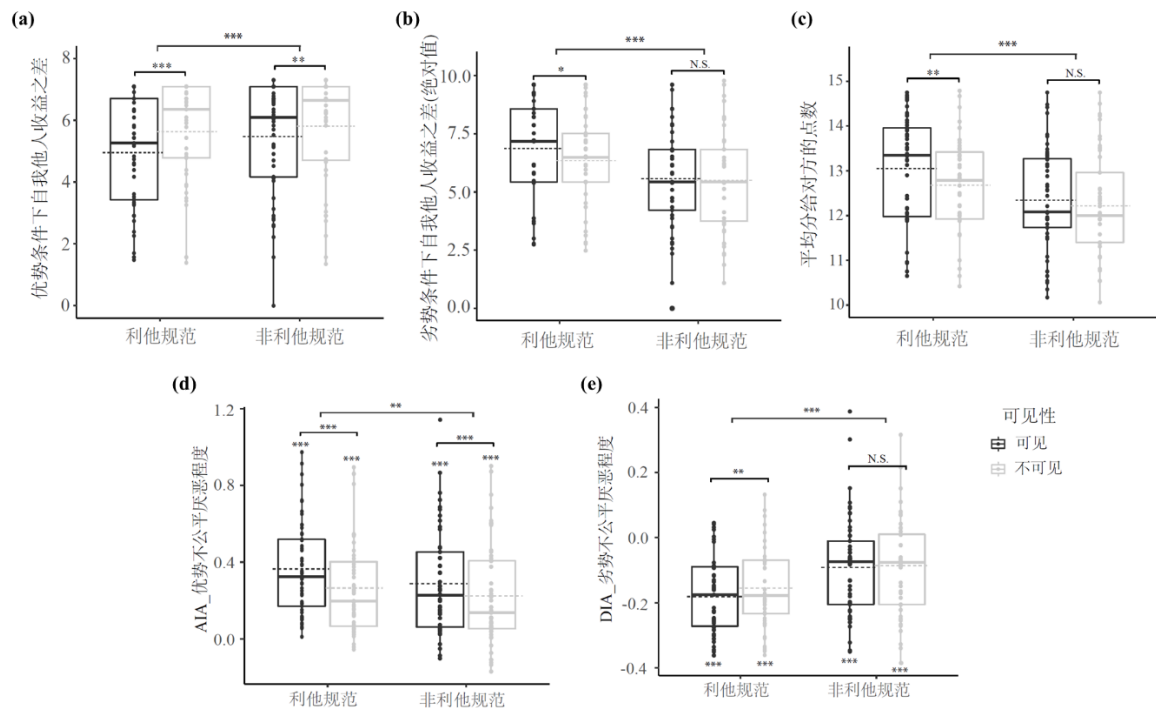 (a)
优势条件下自我他人收益之差
8
6
4
2
0
***
***
**
利他规范
非利他规范
(b)
劣势条件下自我他人收益之差(绝对值)
10.0
7.5
5.0
2.5
0.0
***
*
N.S.
利他规范
非利他规范
(c)
平均分给对方的点数
15
14
13
12
11
10
***
**
N.S.
利他规范
非利他规范
(d)
AIA_优势不公平厌恶程度
1.2
0.8
0.4
0.0
**
***
***
***
***
***
***
利他规范
非利他规范
(e)
DIA_劣势不公平厌恶程度
0.4
0.2
0.0
-0.2
-0.4
***
**
N.S.
***
***
***
***
利他规范
非利他规范
可见性
可见
不可见